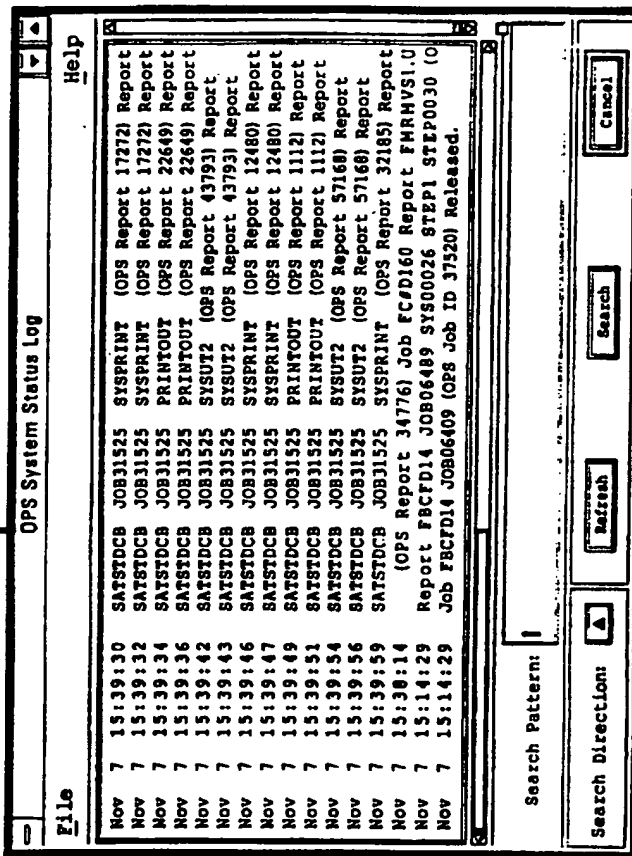 OPS System Status Log
File Help
Nov 7 15:39:30 SATSTDCB JOB31525 SYSPRINT (OPS Report 17272) Report
Nov 7 15:39:32 SATSTDCB JOB31525 SYSPRINT (OPS Report 17272) Report
Nov 7 15:39:34 SATSTDCB JOB31525 PRINTOUT (OPS Report 22649) Report
Nov 7 15:39:36 SATSTDCB JOB31525 PRINTOUT (OPS Report 22649) Report
Nov 7 15:39:42 SATSTDCB JOB31525 SYSUT2 (OPS Report 43793) Report
Nov 7 15:39:43 SATSTDCB JOB31525 SYSUT2 (OPS Report 43793) Report
Nov 7 15:39:46 SATSTDCB JOB31525 SYSPRINT (OPS Report 12480) Report
Nov 7 15:39:47 SATSTDCB JOB31525 SYSPRINT (OPS Report 12480) Report
Nov 7 15:39:49 SATSTDCB JOB31525 PRINTOUT (OPS Report 1112) Report
Nov 7 15:39:51 SATSTDCB JOB31525 PRINTOUT (OPS Report 1112) Report
Nov 7 15:39:54 SATSTDCB JOB31525 SYSUT2 (OPS Report 57168) Report
Nov 7 15:39:56 SATSTDCB JOB31525 SYSUT2 (OPS Report 57168) Report
Nov 7 15:39:59 SATSTDCB JOB31525 SYSPRINT (OPS Report 32185) Report
Nov 7 15:38:14 (OPS Report 34776) Job FC#D160 Report FMRMVS1.U
Nov 7 15:14:29 Report FBCFD14 JOB06489 SYS00026 STEP1 STEP0030 (O
Nov 7 15:14:29 Job FBCFD14 JOB06409 (OPS Job ID 37520) Released.
Search Pattern:
Search Direction: Refresh Search Cancel